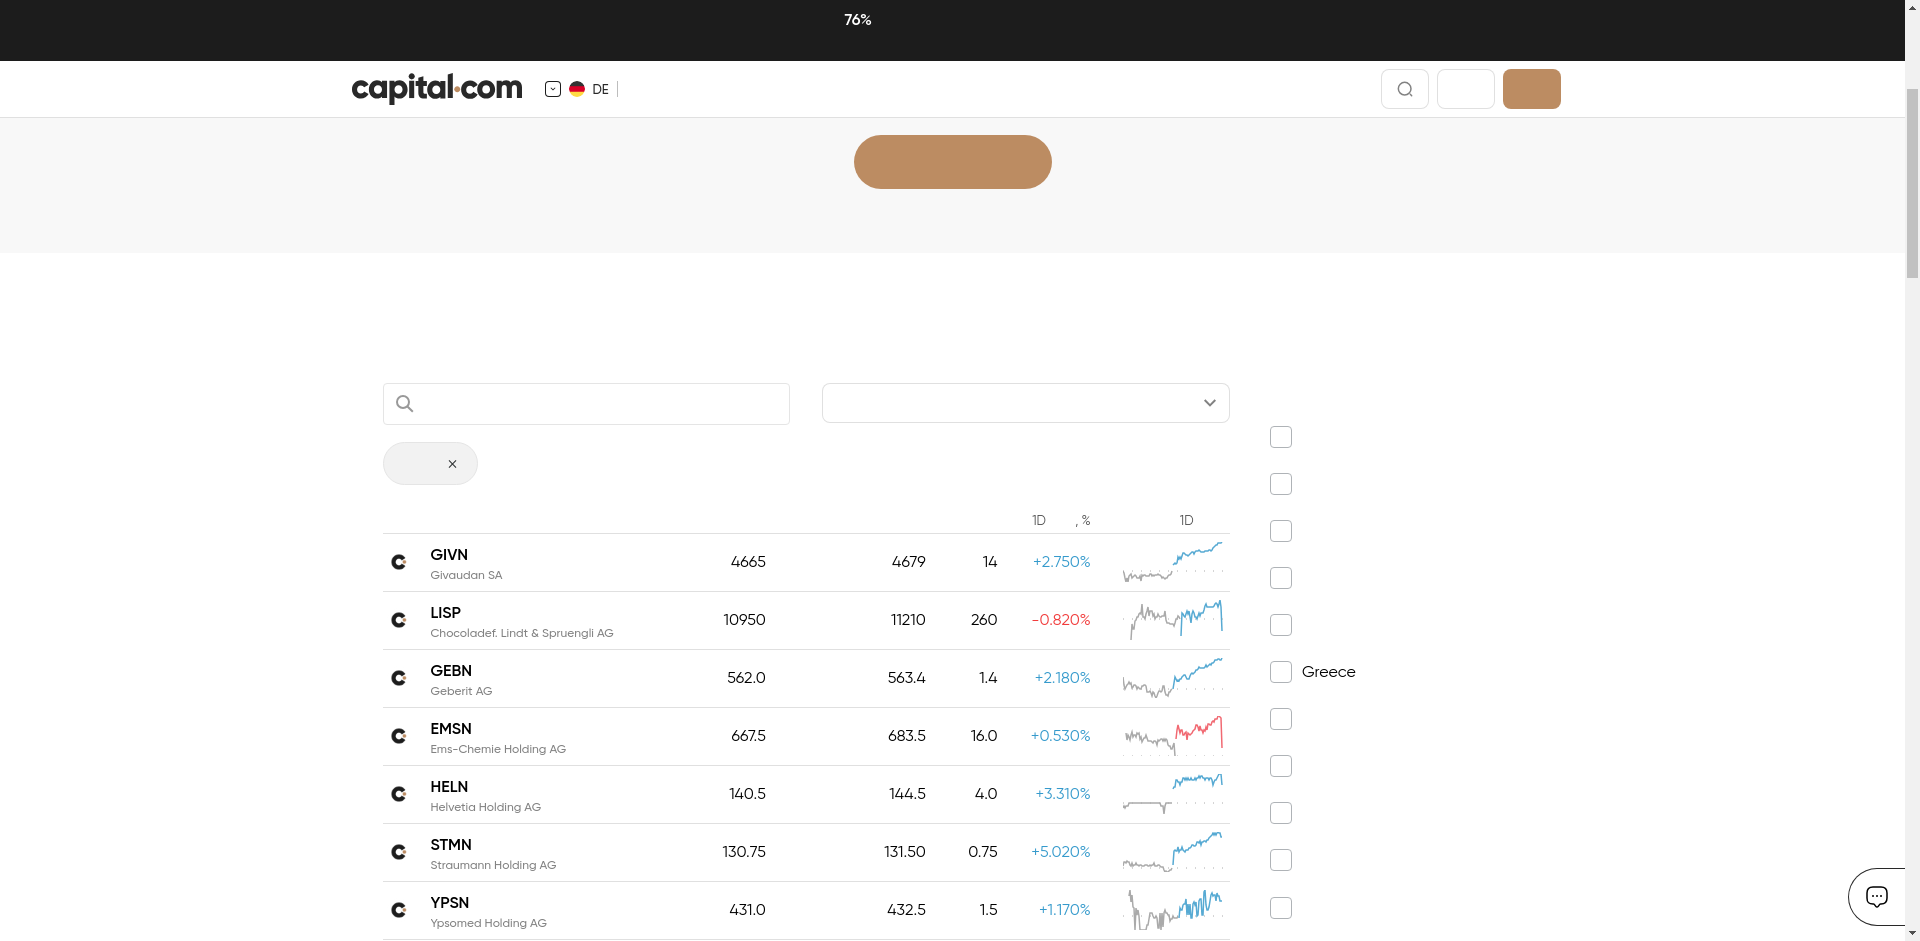 76%
capital.com
DE
1D , % 1D
GIVN 4665 4679 14 +2.750%
Givaudan SA
LISP 10950 11210 260 -0.820%
Chocoladef. Lindt & Spruengli AG
GEBN 562.0 563.4 1.4 +2.180%
Geberit AG
Greece
EMSN 667.5 683.5 16.0 +0.530%
Ems-Chemie Holding AG
HELN 140.5 144.5 4.0 +3.310%
Helvetia Holding AG
STMN 130.75 131.50 0.75 +5.020%
Straumann Holding AG
YPSN 431.0 432.5 1.5 +1.170%
Ypsomed Holding AG